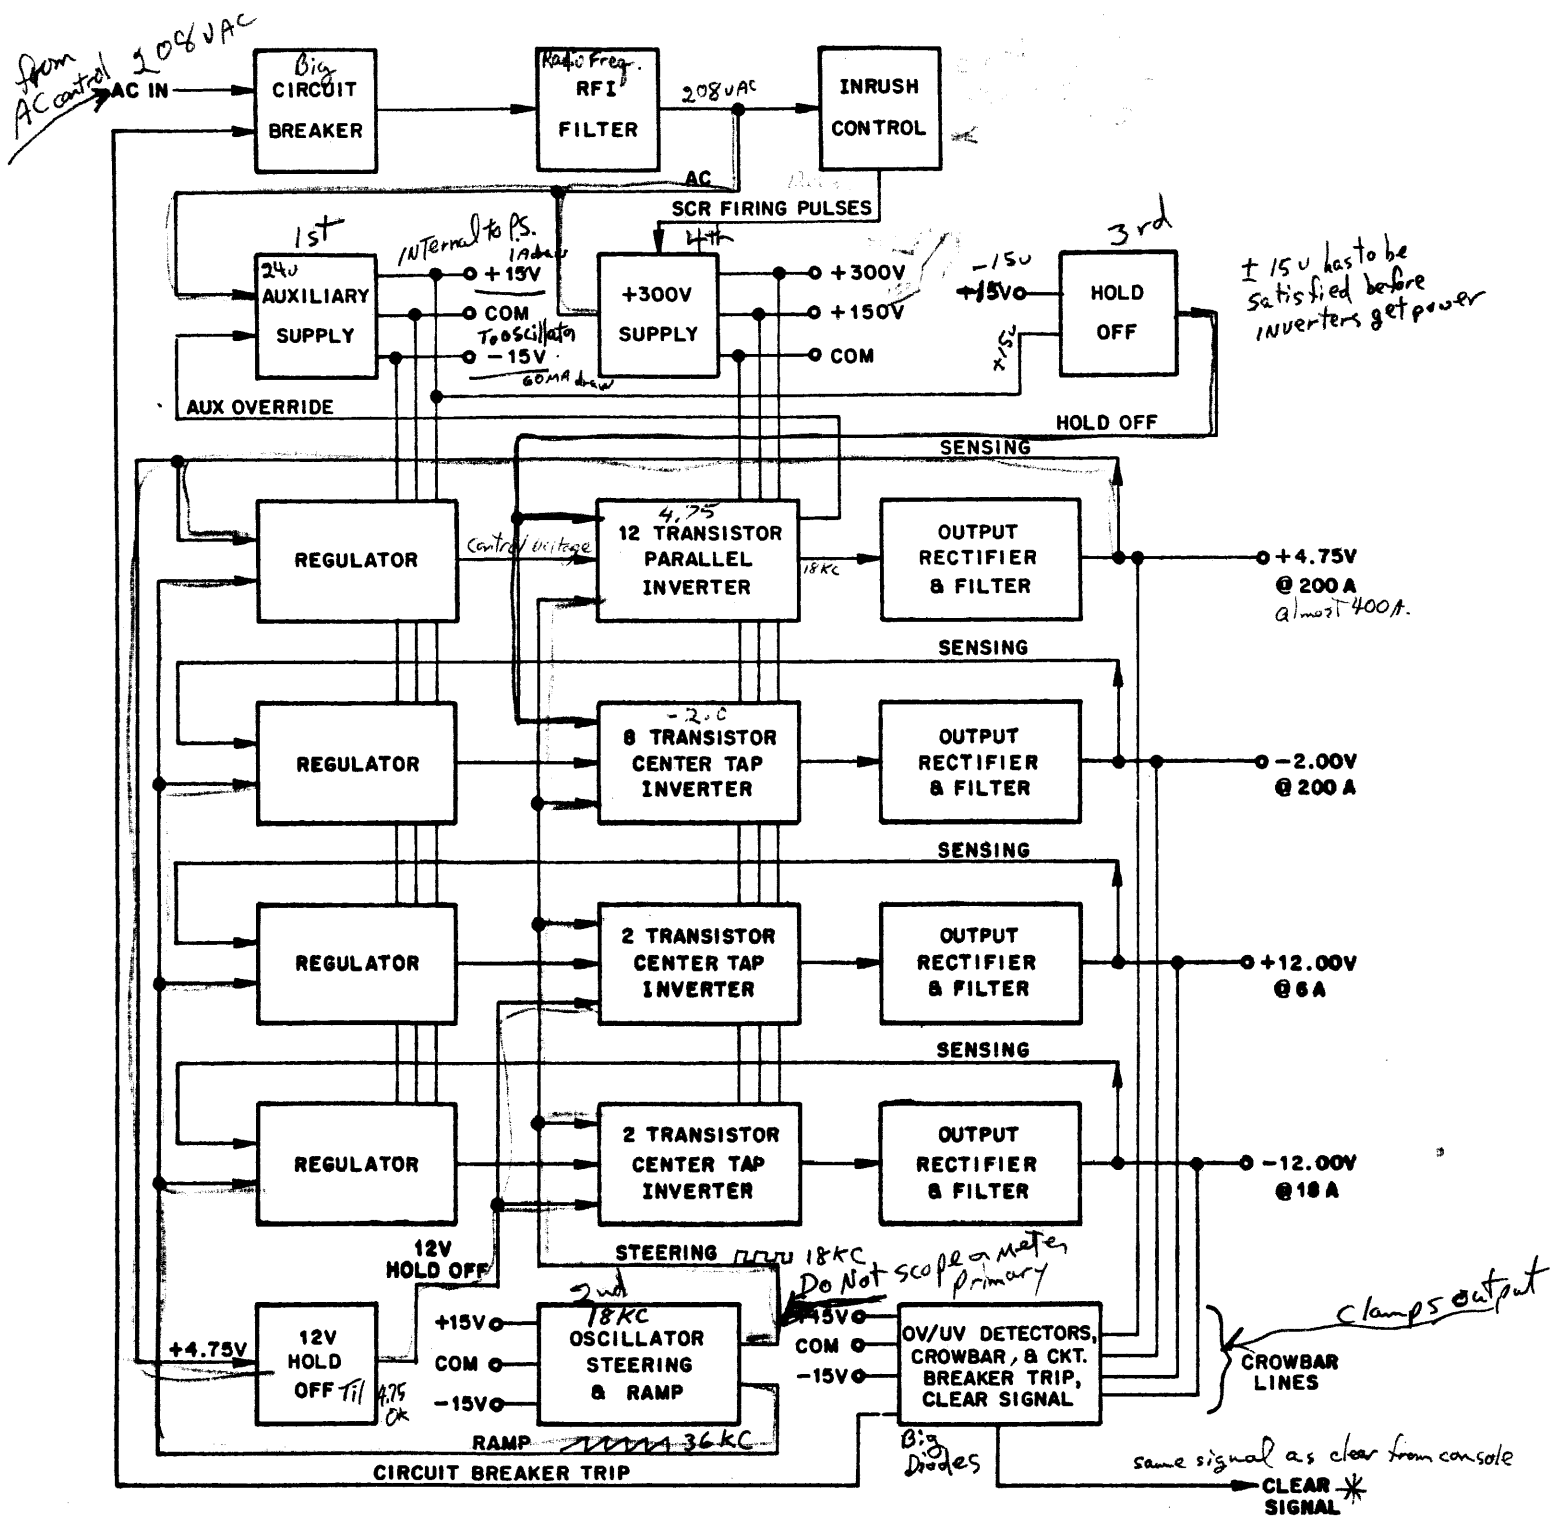 from
AC control 208 VAC
AC IN
Big
CIRCUIT
BREAKER
Radio Freq.
RFI
FILTER
208 VAC
INRUSH
CONTROL
AC
SCR FIRING PULSES
1st
24v
AUXILIARY
SUPPLY
INTernal to P.S.
1A draw
+15V
COM
To oscillator
-15V
60MA draw
4th
+300V
SUPPLY
+300V
+150V
COM
-15v
+15V
+15v
3rd
HOLD
OFF
± 15v has to be
satisfied before
inverters get power
AUX OVERRIDE
HOLD OFF
SENSING
REGULATOR
control voltage
4.75
12 TRANSISTOR
PARALLEL
INVERTER
18KC
OUTPUT
RECTIFIER
& FILTER
+4.75V
@ 200 A
almost 400A.
SENSING
REGULATOR
-2.0
8 TRANSISTOR
CENTER TAP
INVERTER
OUTPUT
RECTIFIER
& FILTER
-2.00V
@ 200 A
SENSING
REGULATOR
2 TRANSISTOR
CENTER TAP
INVERTER
OUTPUT
RECTIFIER
& FILTER
+12.00V
@ 6 A
SENSING
REGULATOR
2 TRANSISTOR
CENTER TAP
INVERTER
OUTPUT
RECTIFIER
& FILTER
-12.00V
@ 18 A
12V
HOLD OFF
STEERING
18KC
Do Not scope or meter
primary
+4.75V
12V
HOLD
OFF
Til 4.75
OK
+15V
COM
-15V
2nd
18KC
OSCILLATOR
STEERING
& RAMP
+15V
COM
-15V
OV/UV DETECTORS,
CROWBAR, & CKT.
BREAKER TRIP,
CLEAR SIGNAL
Clamps output
CROWBAR
LINES
RAMP
36KC
Big
Diodes
CIRCUIT BREAKER TRIP
same signal as clear from console
CLEAR *
SIGNAL